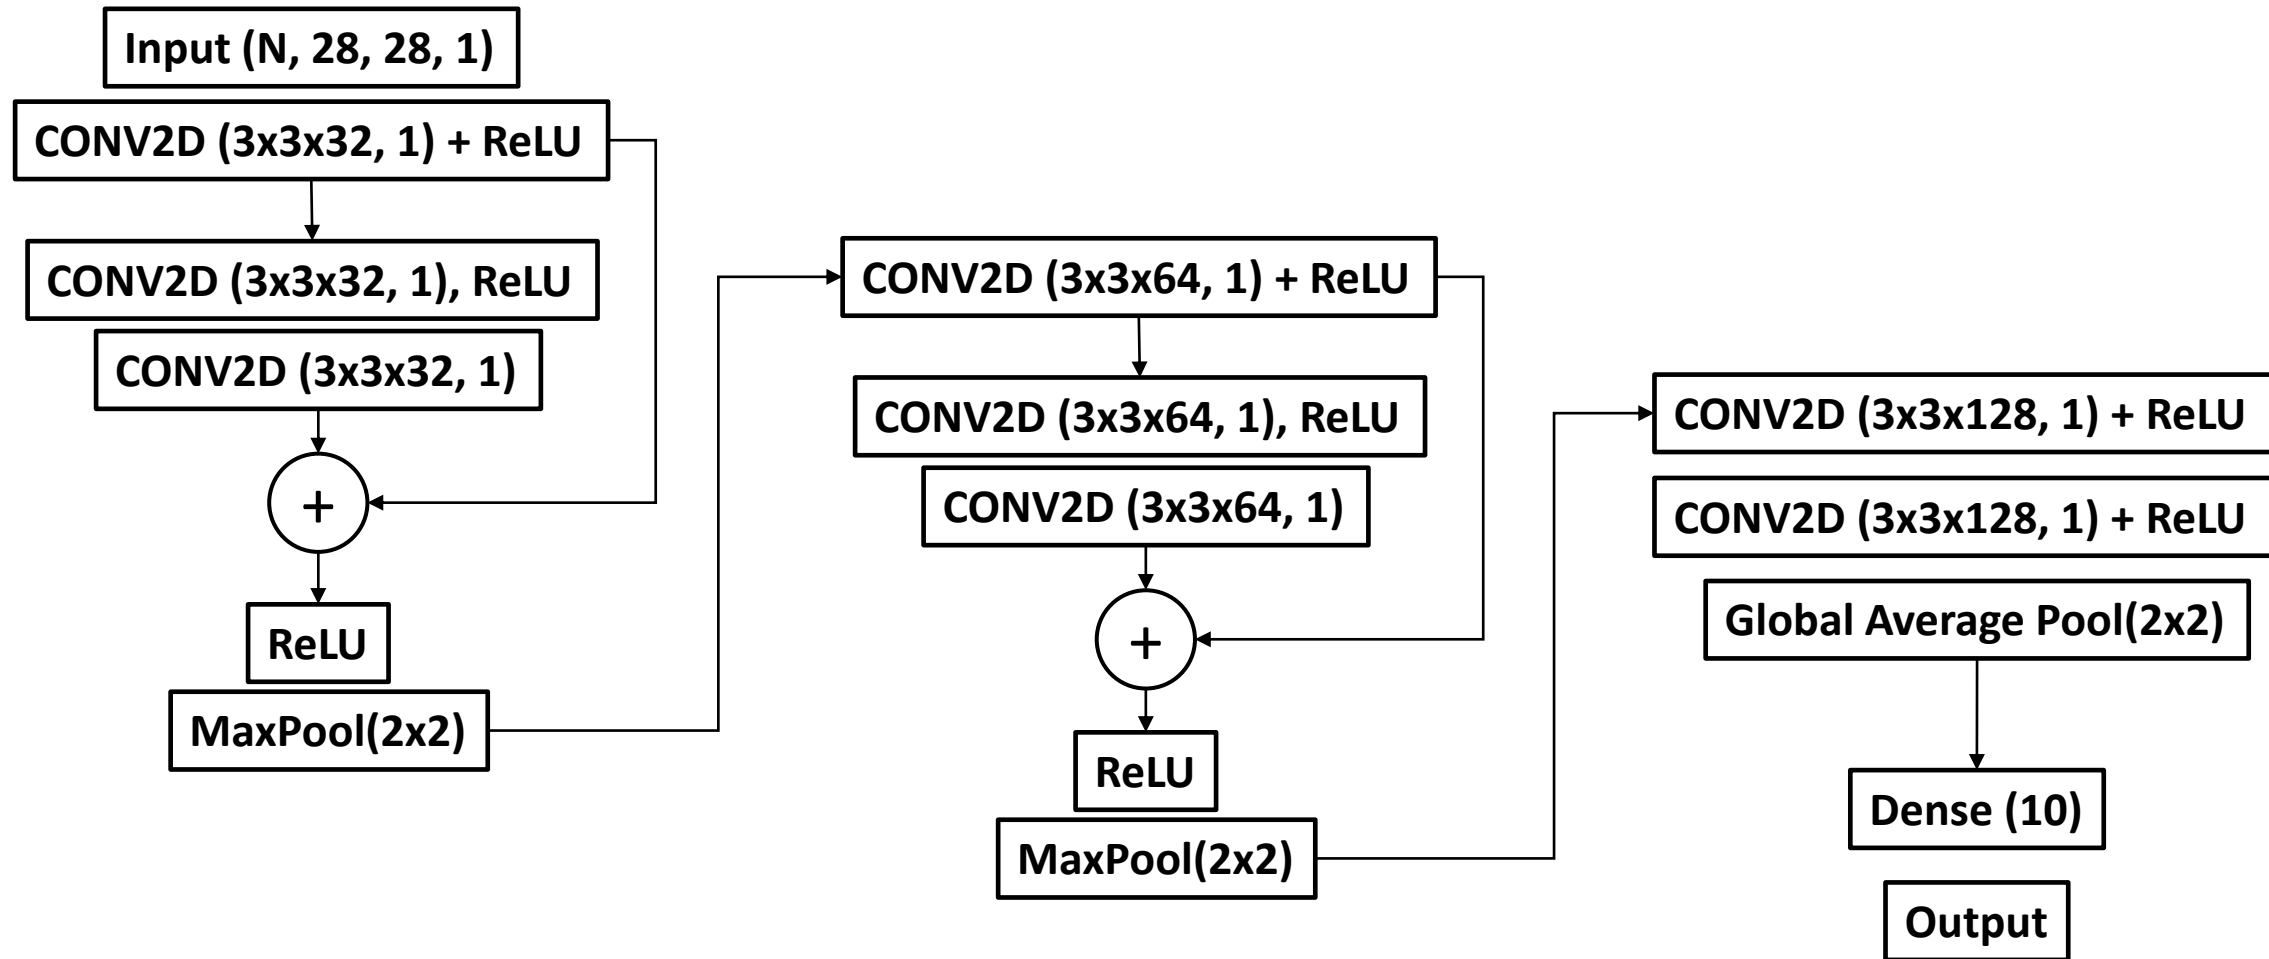 Input (N, 28, 28, 1)
CONV2D (3x3x32, 1) + ReLU
CONV2D (3x3x32, 1), ReLU
CONV2D (3x3x32, 1)
+
ReLU
MaxPool(2x2)
CONV2D (3x3x64, 1) + ReLU
CONV2D (3x3x64, 1), ReLU
CONV2D (3x3x64, 1)
+
ReLU
MaxPool(2x2)
CONV2D (3x3x128, 1) + ReLU
CONV2D (3x3x128, 1) + ReLU
Global Average Pool(2x2)
Dense (10)
Output